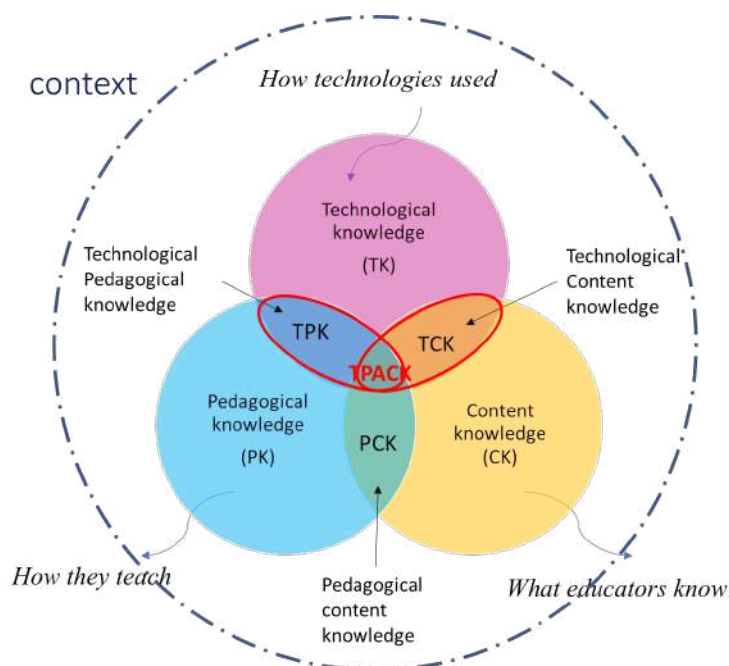 How technologies used
context
Technological
knowledge
(TK)
Technological
Pedagogical
knowledge
Technological
Content
knowledge
TPK
TCK
TPACK
Pedagogical
knowledge
(PK)
Content
knowledge
(CK)
PCK
How they teach
Pedagogical
content
knowledge
What educators know